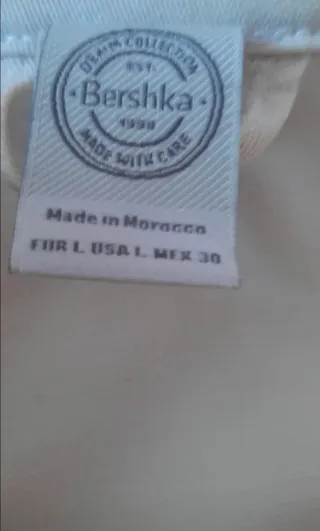 DENIM COLLECTION
EST.
· Bershka ·
1998
MADE WITH CARE
Made in Morocco
EUR L USA L MEX 30